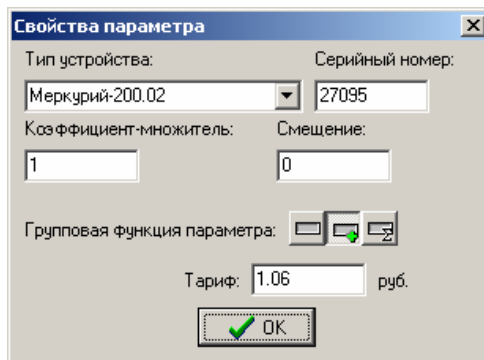 Свойства параметра
Тип устройства: Серийный номер:
Меркурий-200.02 27095
Коэффициент-множитель: Смещение:
1 0
Групповая функция параметра:
Тариф: 1.06 руб.
OK